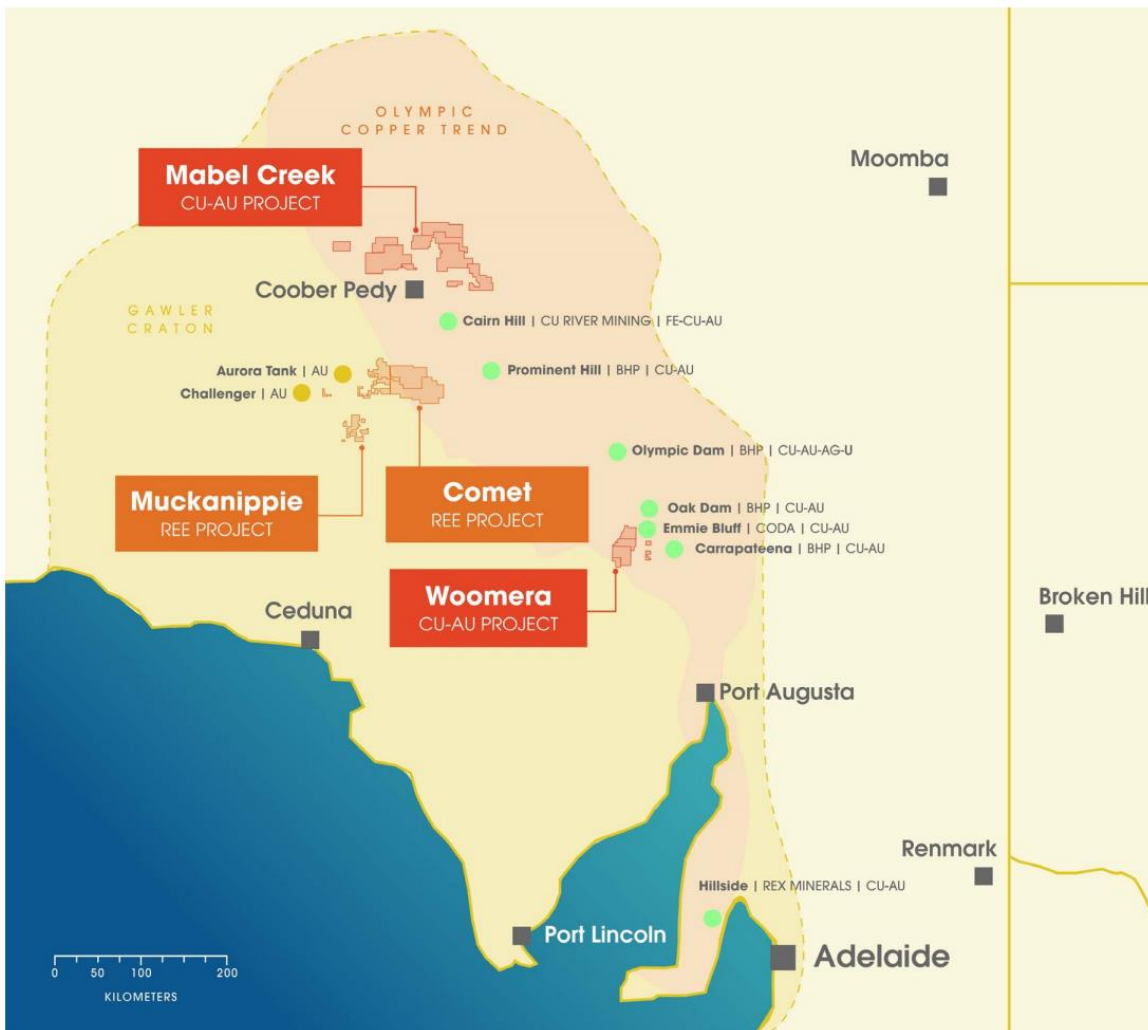 OLYMPIC
COPPER TREND
Mabel Creek
CU-AU PROJECT
Moomba
Coober Pedy
GAWLER
CRATON
Cairn Hill | CU RIVER MINING | FE-CU-AU
Aurora Tank | AU
Prominent Hill | BHP | CU-AU
Challenger | AU
Olympic Dam | BHP | CU-AU-AG-U
Muckanippie
REE PROJECT
Comet
REE PROJECT
Oak Dam | BHP | CU-AU
Emmie Bluff | CODA | CU-AU
Carrapateena | BHP | CU-AU
Woomera
CU-AU PROJECT
Ceduna
Broken Hill
Port Augusta
Renmark
Hillside | REX MINERALS | CU-AU
Port Lincoln
Adelaide
0 50 100 200
KILOMETERS